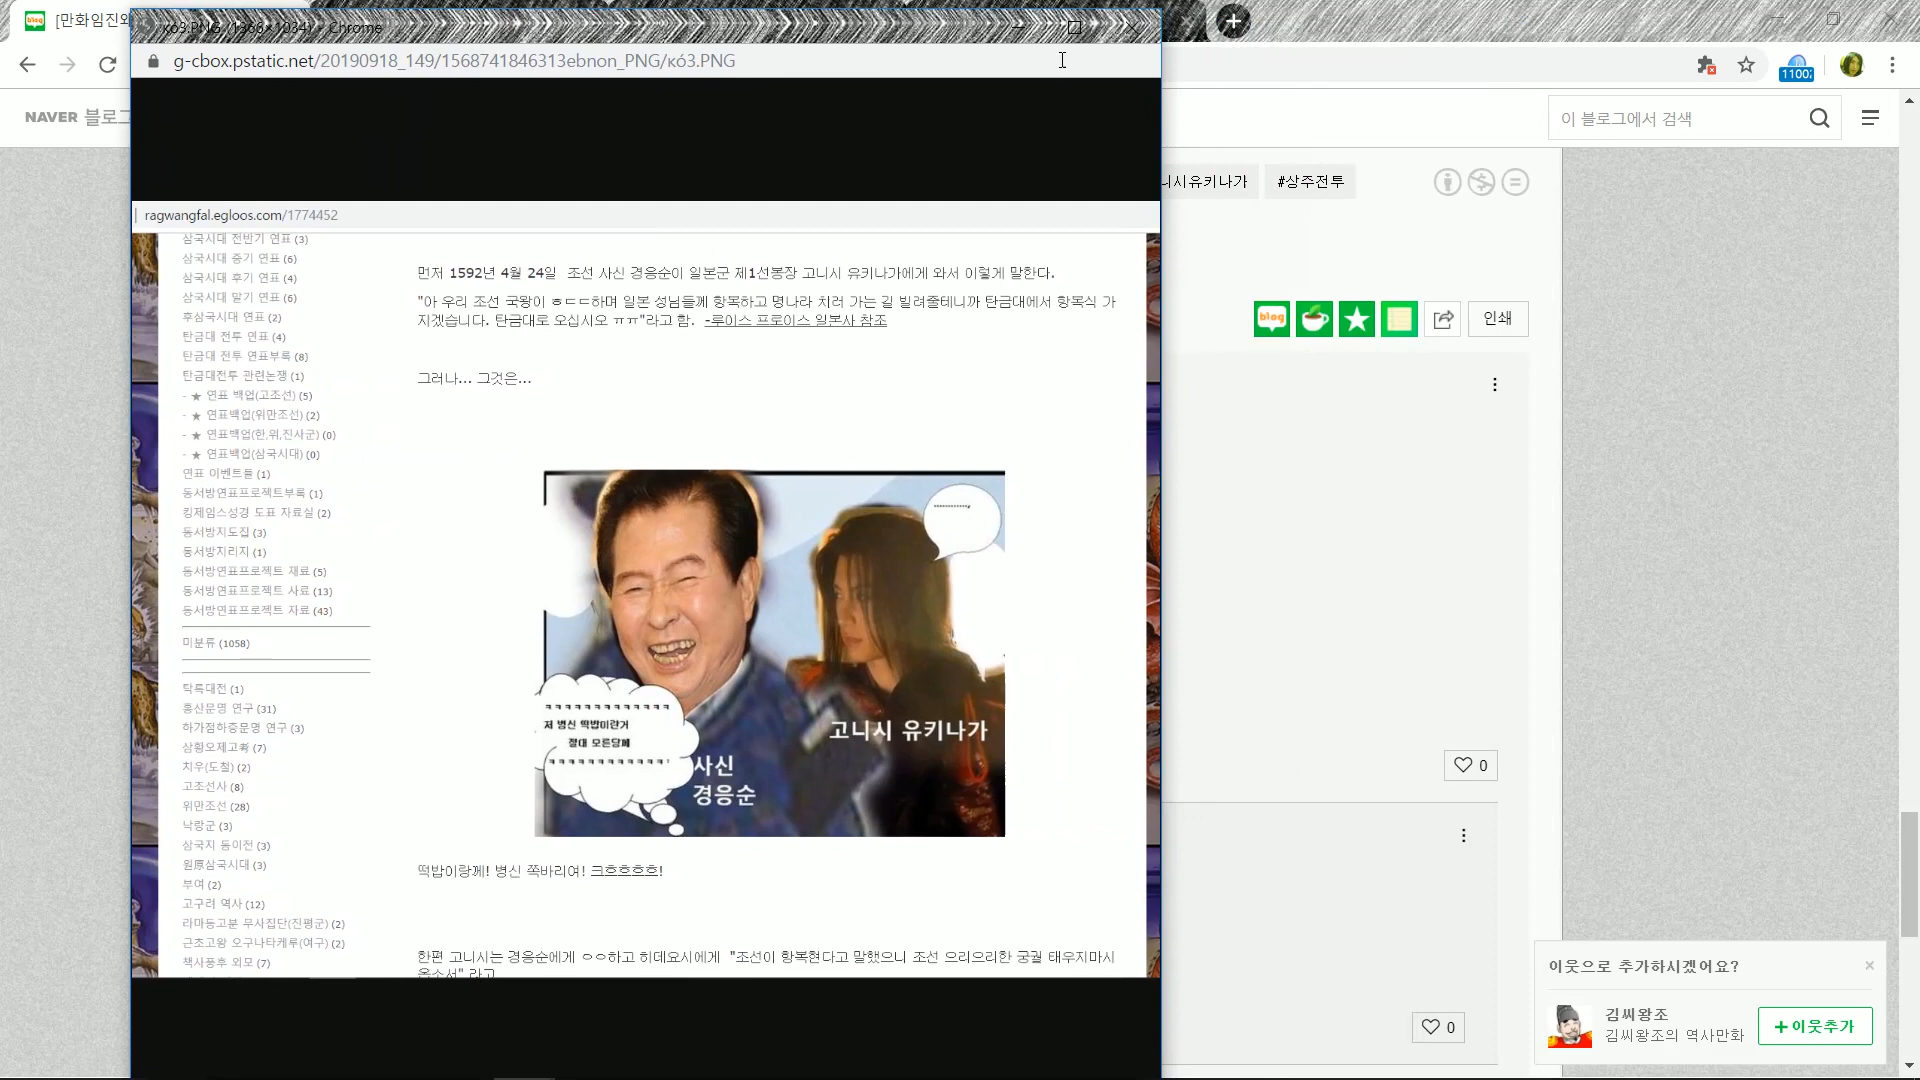 [만화임진와
κό3.PNG (1366×1034) - Chrome
g-cbox.pstatic.net/20190918_149/1568741846313ebnon_PNG/κό3.PNG
1100;
NAVER 블로그
이 블로그에서 검색
니시유키나가
#상주전투
인쇄
ragwangfal.egloos.com/1774452
삼국시대 전반기 연표 (3)
삼국시대 중기 연표 (6)
삼국시대 후기 연표 (4)
삼국시대 말기 연표 (6)
후삼국시대 연표 (2)
탄금대 전투 연표 (4)
탄금대 전투 연표부록 (8)
탄금대전투 관련논쟁 (1)
- ★ 연표 백업(고조선) (5)
- ★ 연표백업(위만조선) (2)
- ★ 연표백업(한,위,진사군) (0)
- ★ 연표백업(삼국시대) (0)
연표 이벤트툴 (1)
동서방연표프로젝트부록 (1)
킹제임스성경 도표 자료실 (2)
동서방지도집 (3)
동서방지리지 (1)
동서방연표프로젝트 재료 (5)
동서방연표프로젝트 사료 (13)
동서방연표프로젝트 자료 (43)
미분류 (1058)
탁록대전 (1)
홍산문명 연구 (31)
하가점하층문명 연구 (3)
삼황오제고考 (7)
치우(도철) (2)
고조선사 (8)
위만조선 (28)
낙랑군 (3)
삼국지 동이전 (3)
원原삼국시대 (3)
부여 (2)
고구려 역사 (12)
라마동고분 무사집단(진평군) (2)
근초고왕 오구나타케루(여구) (2)
책사풍후 외모 (7)
먼저 1592년 4월 24일 조선 사신 경응순이 일본군 제1선봉장 고니시 유키나가에게 와서 이렇게 말한다.
"아 우리 조선 국왕이 ㅎㄷㄷ하며 일본 성님들께 항복하고 명나라 치러 가는 길 빌려줄테니까 탄금대에서 항복식 가
지겠습니다. 탄금대로 오십시오 ㅠㅠ"라고 함. -루이스 프로이스 일본사 참조
그러나... 그것은...
ㅋㅋㅋㅋㅋㅋㅋㅋㅋㅋㅋㅋㅋ
저 병신 떡밥이란거
절대 모른당께
ㅋㅋㅋㅋㅋㅋㅋㅋㅋㅋㅋㅋㅋ!
사신
경응순
고니시 유키나가
떡밥이랑께! 병신 쪽바리여! 크흐흐흐흐!
한편 고니시는 경응순에게 ㅇㅇ하고 히데요시에게 "조선이 항복현다고 말했으니 조선 으리으리한 궁궐 태우지마시
옵소서" 라고
0
0
이웃으로 추가하시겠어요?
김씨왕조
김씨왕조의 역사만화
+이웃추가